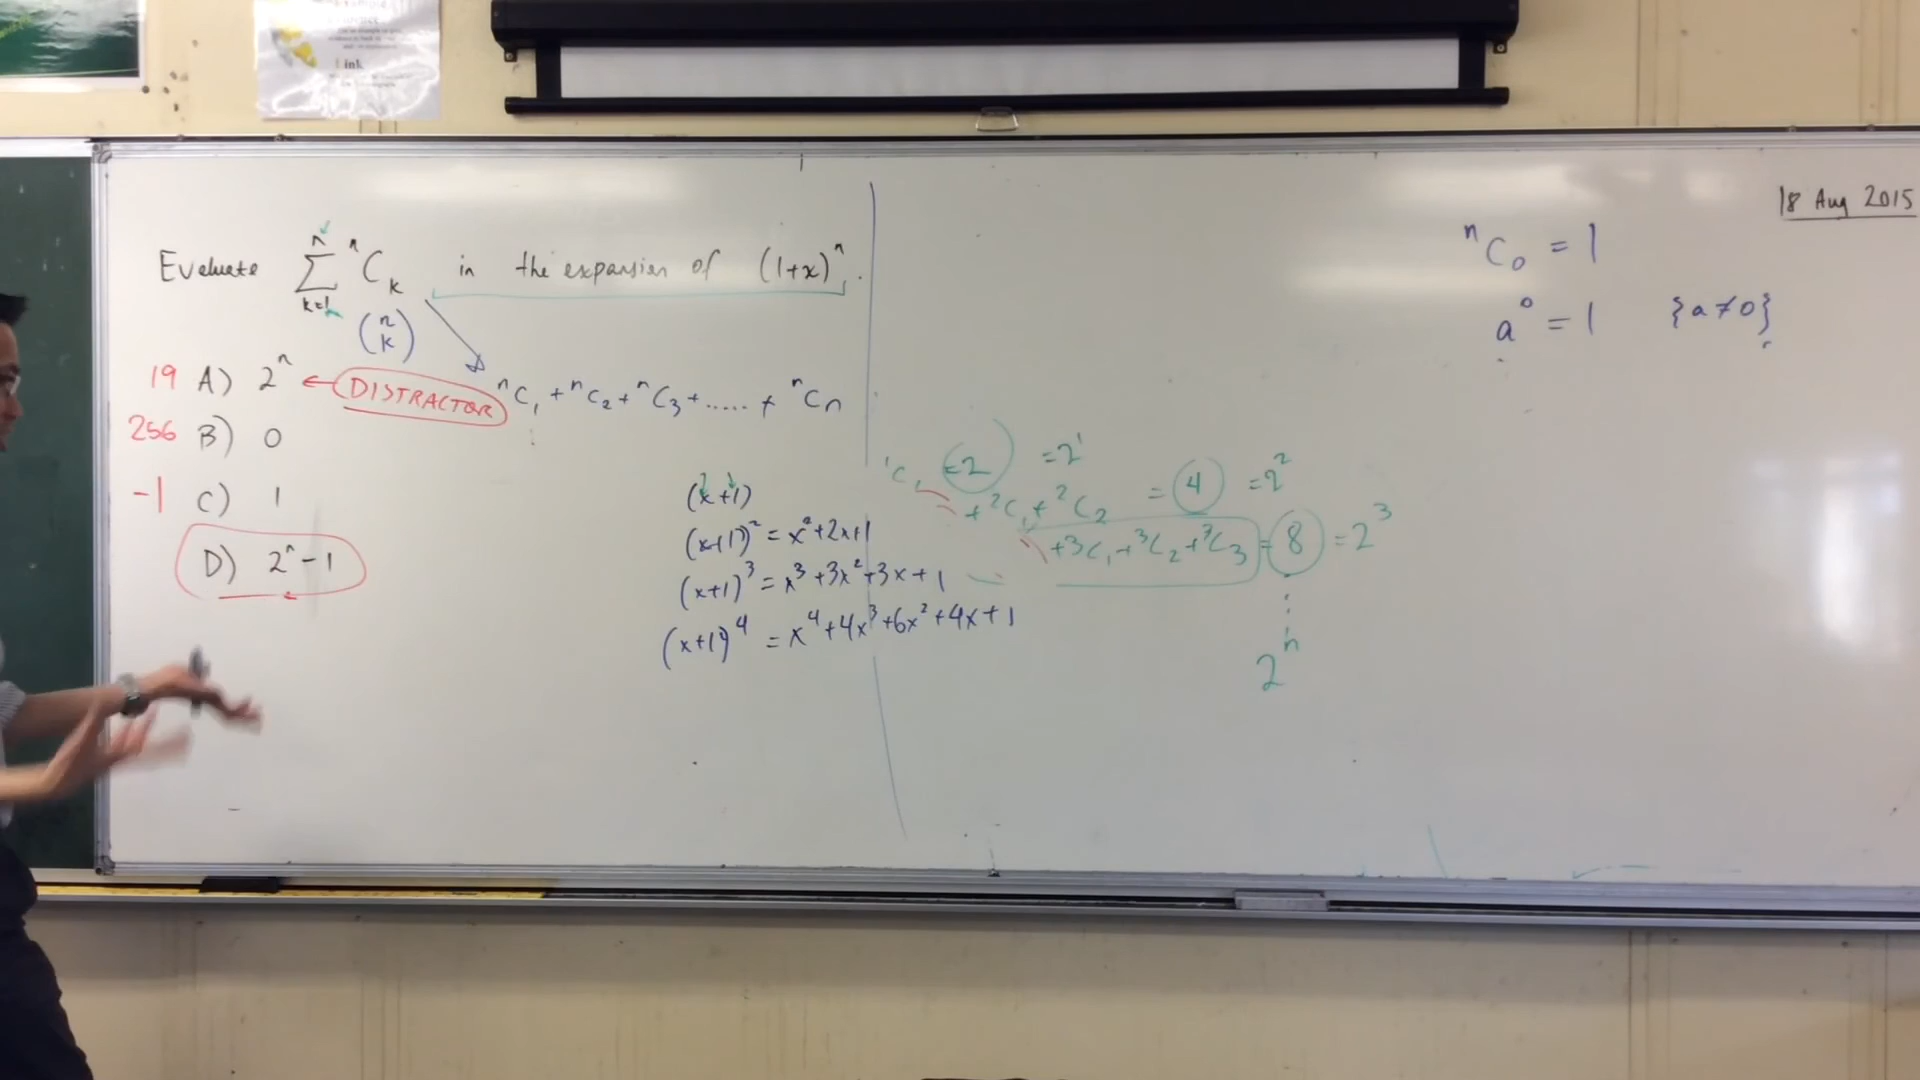 18 Aug 2015
Evaluate n Σ k=1 ⁿCₖ in the expansion of (1+x)ⁿ.
(n k)
19 A) 2ⁿ ← DISTRACTOR
ⁿC₁ + ⁿC₂ + ⁿC₃ + ..... + ⁿCn
256 B) 0
-1 C) 1
D) 2ⁿ-1
(x+1)
(x+1)² = x²+2x+1
(x+1)³ = x³+3x²+3x+1
(x+1)⁴ = x⁴+4x³+6x²+4x+1
¹C₁ =2 =2¹
+²C₁+²C₂ = 4 =2²
+³C₁+³C₂+³C₃ = 8 =2³
⋮
2ⁿ
ⁿC₀ = 1
a⁰ = 1 {a≠0}